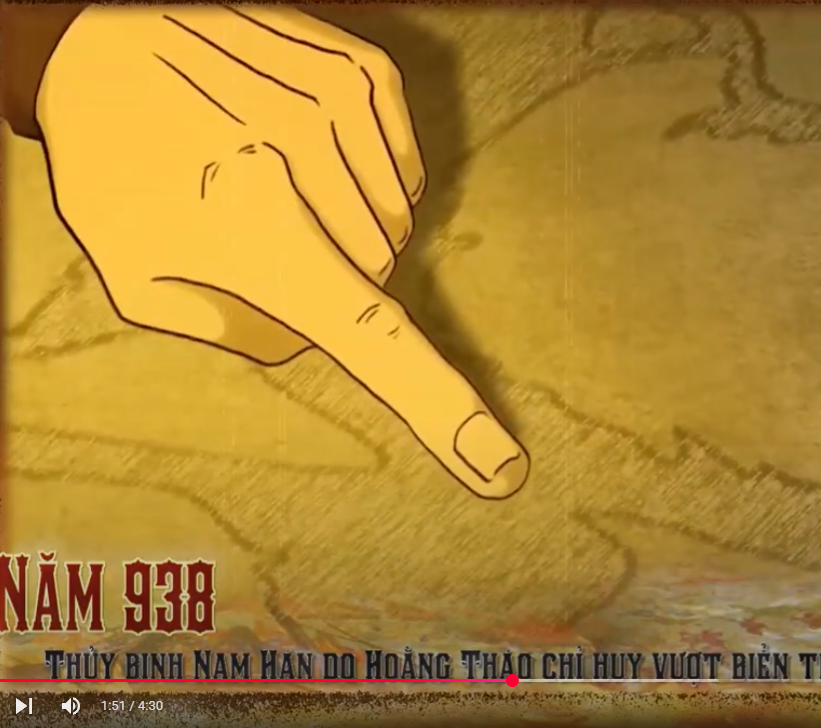 NĂM 938
THỦY BINH NAM HÁN DO HOẰNG THÁO CHỈ HUY VƯỢT BIỂN
1:51 / 4:30